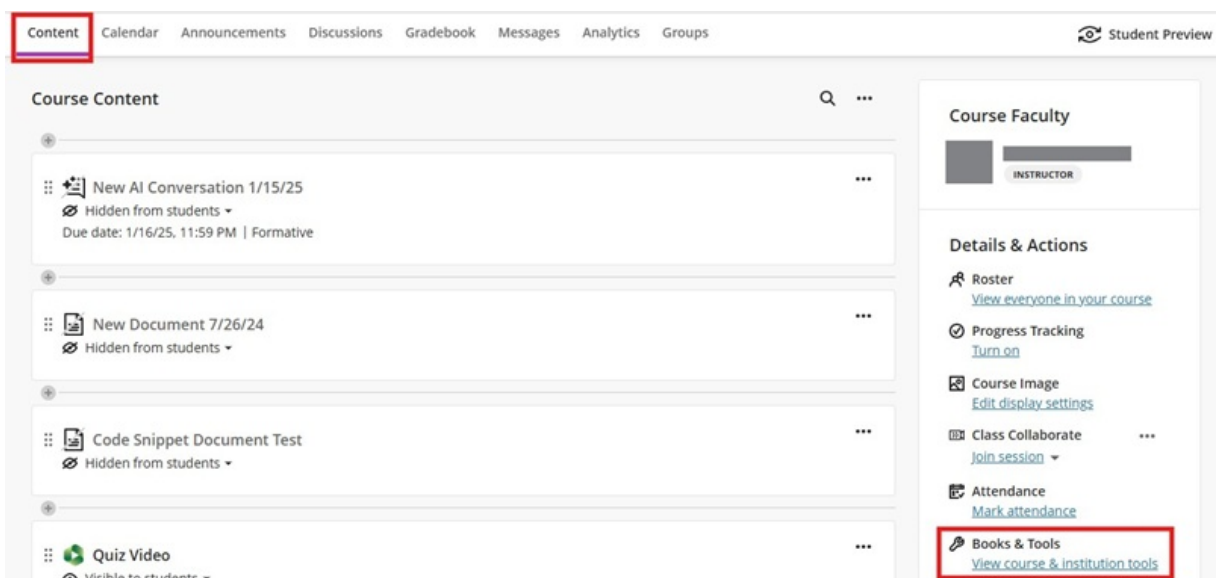 Content Calendar Announcements Discussions Gradebook Messages Analytics Groups Student Preview
Course Content
New AI Conversation 1/15/25
Hidden from students
Due date: 1/16/25, 11:59 PM | Formative
New Document 7/26/24
Hidden from students
Code Snippet Document Test
Hidden from students
Quiz Video
Visible to students
Course Faculty
INSTRUCTOR
Details & Actions
Roster
View everyone in your course
Progress Tracking
Turn on
Course Image
Edit display settings
Class Collaborate
Join session
Attendance
Mark attendance
Books & Tools
View course & institution tools